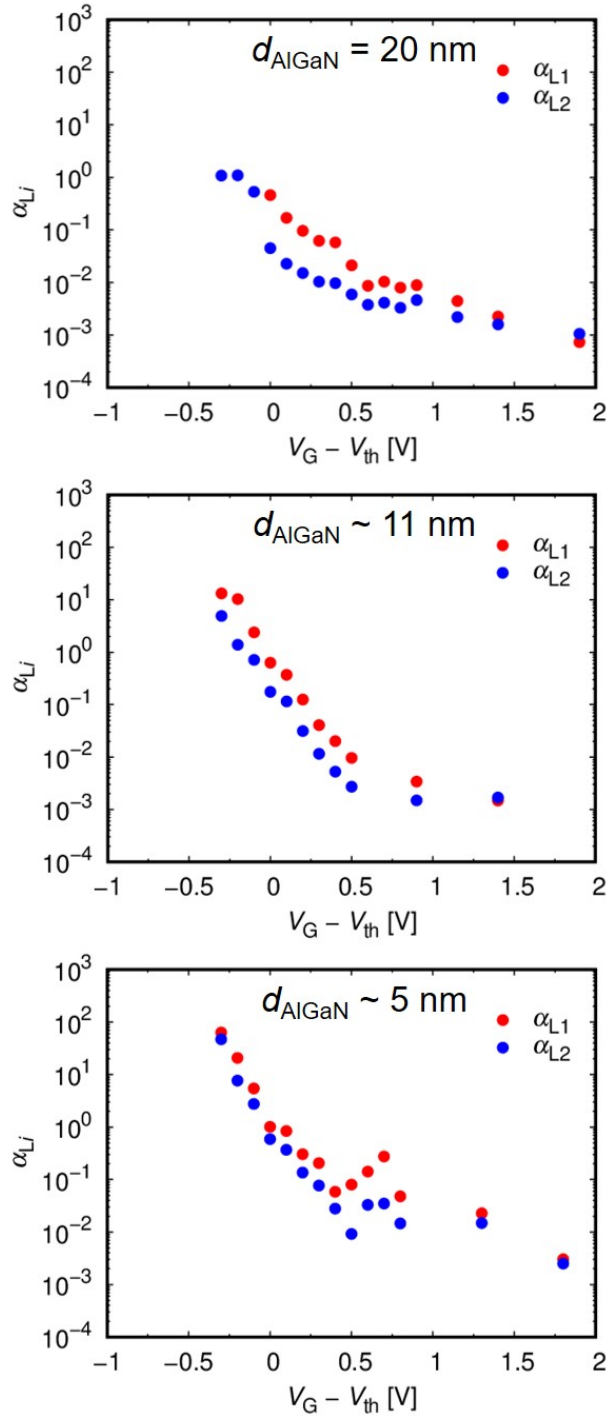 d_AlGaN = 20 nm
α_L1
α_L2
10^3
10^2
10^1
10^0
10^−1
10^−2
10^−3
10^−4
α_Li
−1 −0.5 0 0.5 1 1.5 2
V_G − V_th [V]
d_AlGaN ~ 11 nm
α_L1
α_L2
10^3
10^2
10^1
10^0
10^−1
10^−2
10^−3
10^−4
α_Li
−1 −0.5 0 0.5 1 1.5 2
V_G − V_th [V]
d_AlGaN ~ 5 nm
α_L1
α_L2
10^3
10^2
10^1
10^0
10^−1
10^−2
10^−3
10^−4
α_Li
−1 −0.5 0 0.5 1 1.5 2
V_G − V_th [V]